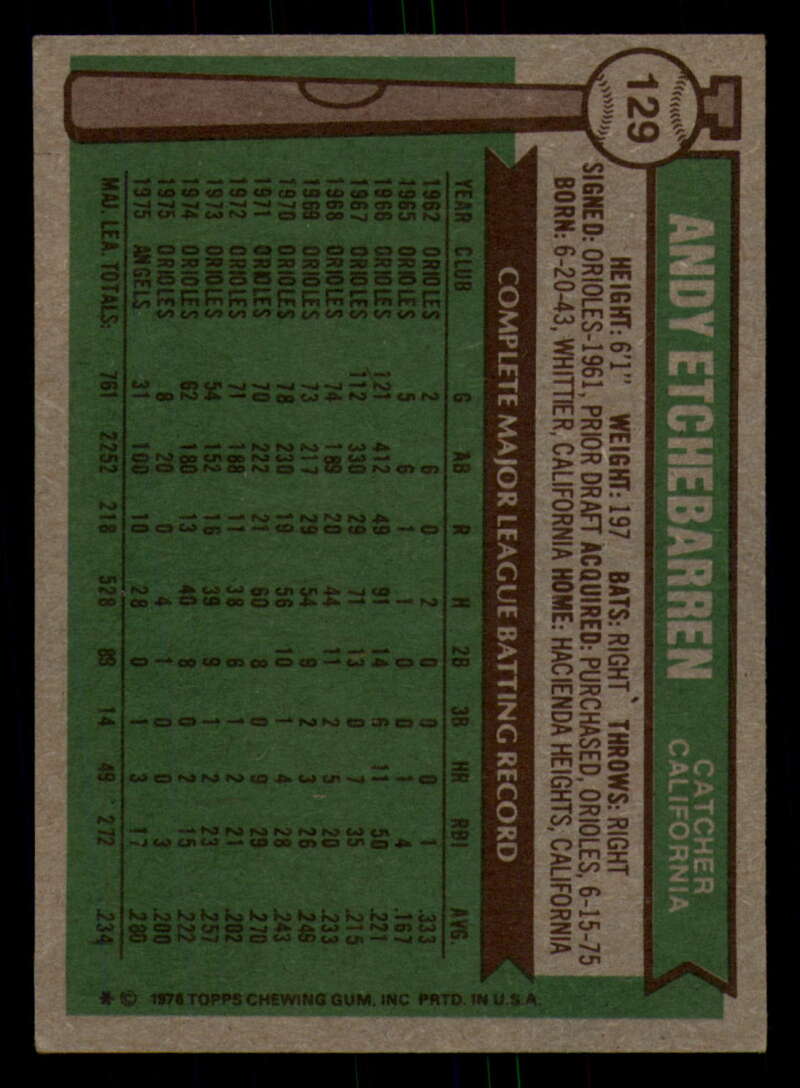 129
ANDY ETCHEBARREN
CATCHER
CALIFORNIA
HEIGHT: 6'1" WEIGHT: 197 BATS: RIGHT THROWS: RIGHT
SIGNED: ORIOLES-1961, PRIOR DRAFT ACQUIRED: PURCHASED, ORIOLES, 6-15-75
BORN: 6-20-43, WHITTIER, CALIFORNIA HOME: HACIENDA HEIGHTS, CALIFORNIA
COMPLETE MAJOR LEAGUE BATTING RECORD
YEAR CLUB G AB R H 2B 3B HR RBI AVG.
1962 ORIOLES 2 6 0 2 0 0 0 1 .333
1965 ORIOLES 5 6 1 1 0 0 1 4 .167
1966 ORIOLES 121 412 49 91 14 6 11 50 .221
1967 ORIOLES 112 330 29 71 13 0 7 35 .215
1968 ORIOLES 74 189 20 44 11 2 5 20 .233
1969 ORIOLES 73 217 29 54 9 2 3 26 .249
1970 ORIOLES 78 230 19 56 10 1 4 28 .243
1971 ORIOLES 70 222 21 60 8 0 9 29 .270
1972 ORIOLES 71 188 11 38 6 1 2 21 .202
1973 ORIOLES 54 152 16 39 9 1 2 23 .257
1974 ORIOLES 62 180 13 40 8 0 2 15 .222
1975 ORIOLES 8 20 0 4 1 0 0 3 .200
1975 ANGELS 31 100 10 28 0 1 3 17 .280
MAJ. LEA. TOTALS: 761 2252 218 528 89 14 49 272 .234
* © 1976 TOPPS CHEWING GUM, INC PRTD. IN U.S.A.